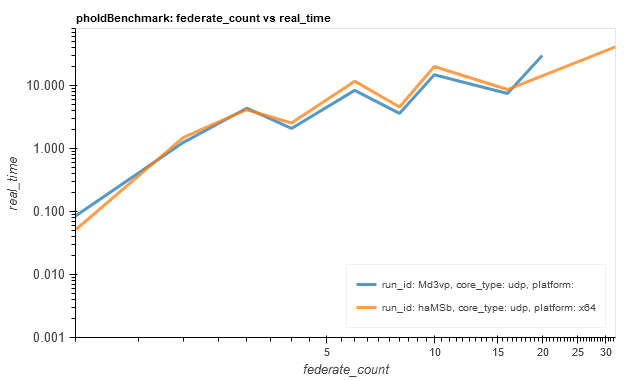 pholdBenchmark: federate_count vs real_time
10.000
1.000
0.100
0.010
0.001
real_time
5
10
15
20
25
30
federate_count
run_id: Md3vp, core_type: udp, platform:
run_id: haMSb, core_type: udp, platform: x64